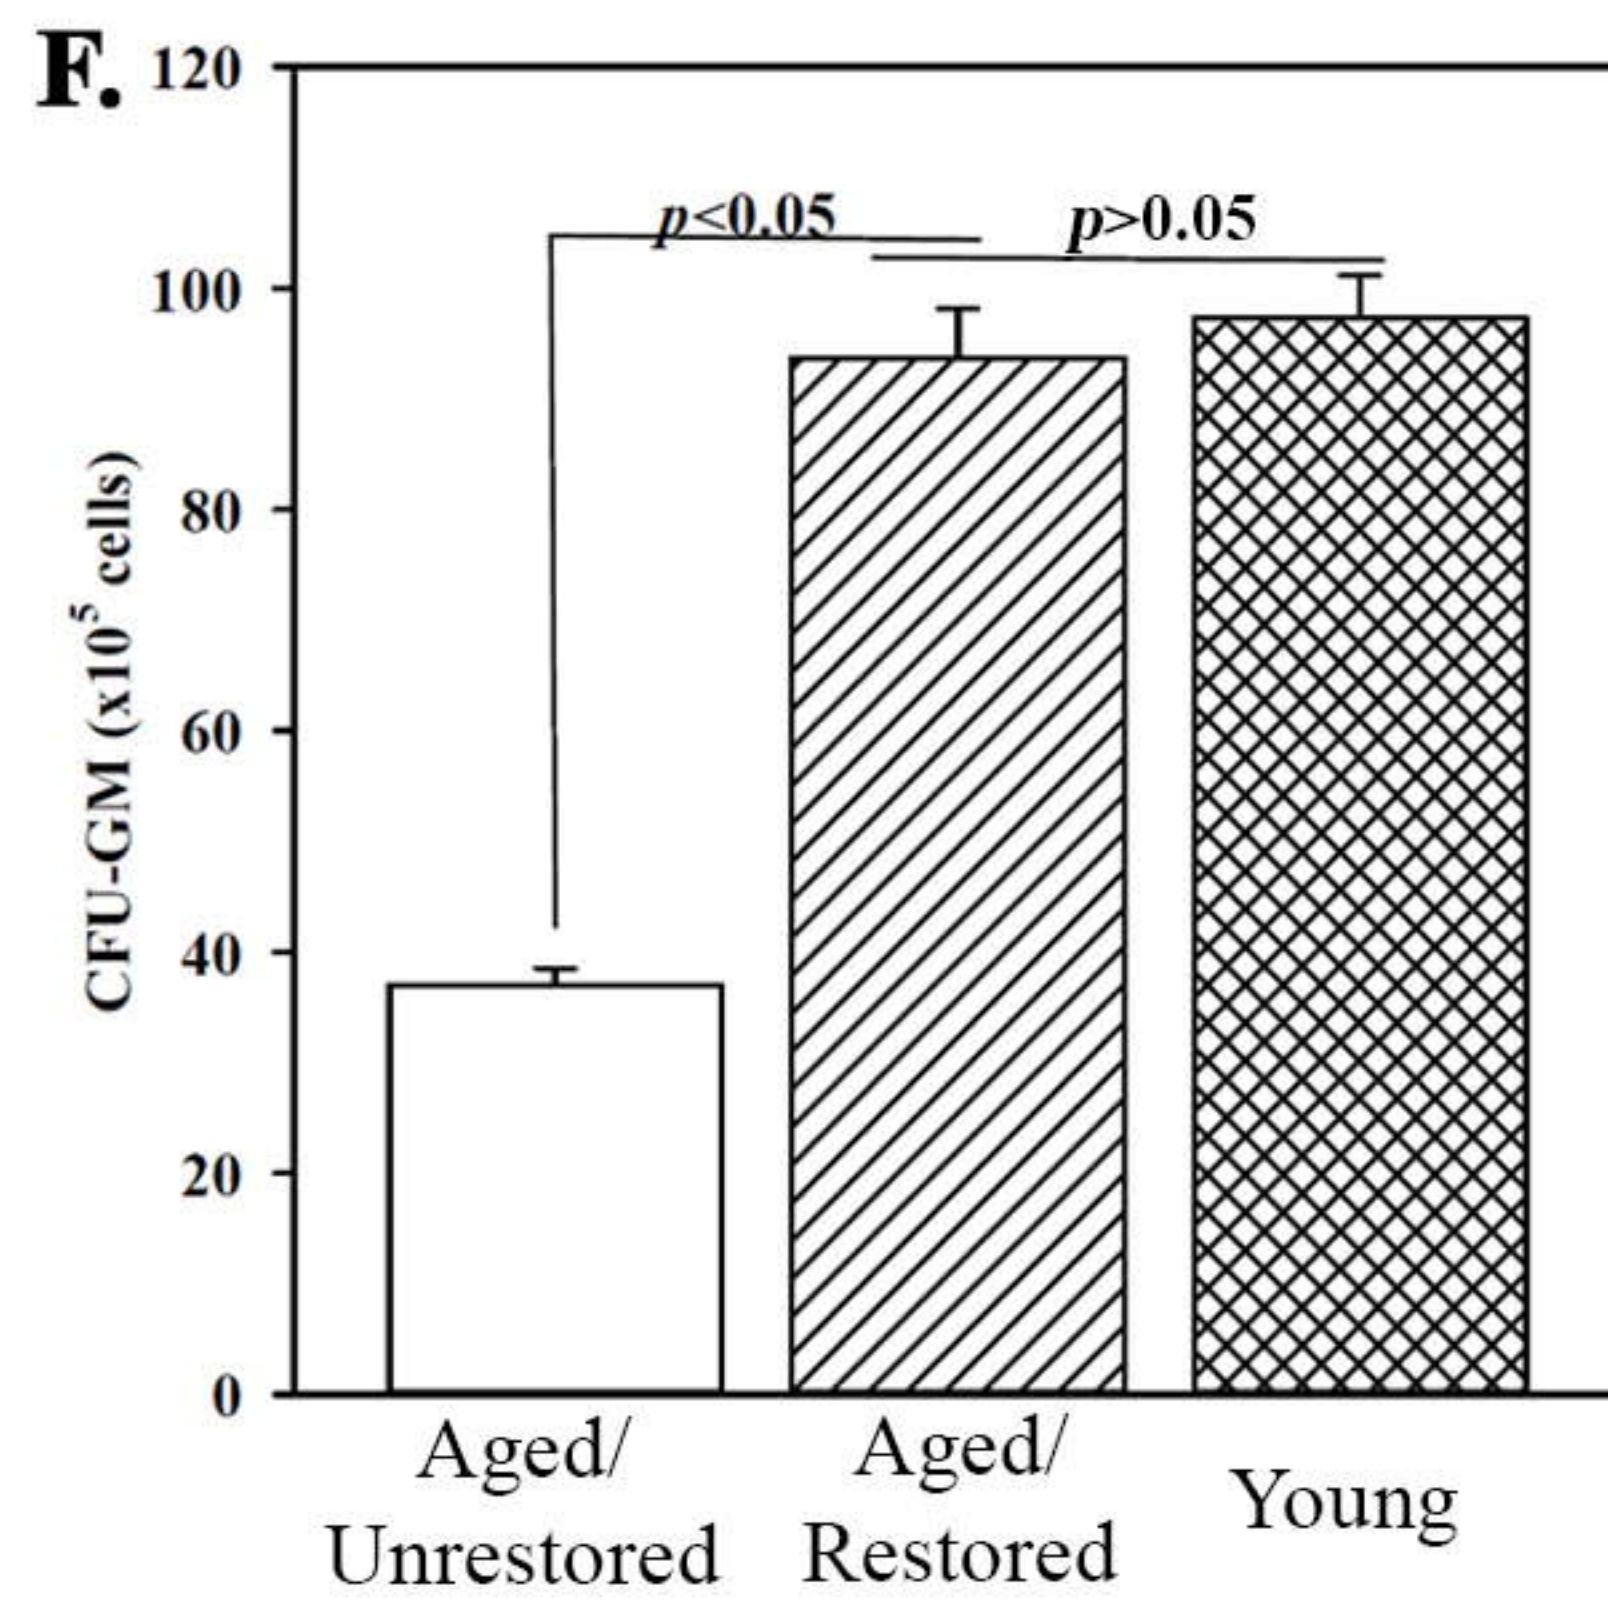 F.
120
p<0.05
p>0.05
100
80
60
40
20
0
CFU-GM (x10⁵ cells)
Aged/
Unrestored
Aged/
Restored
Young